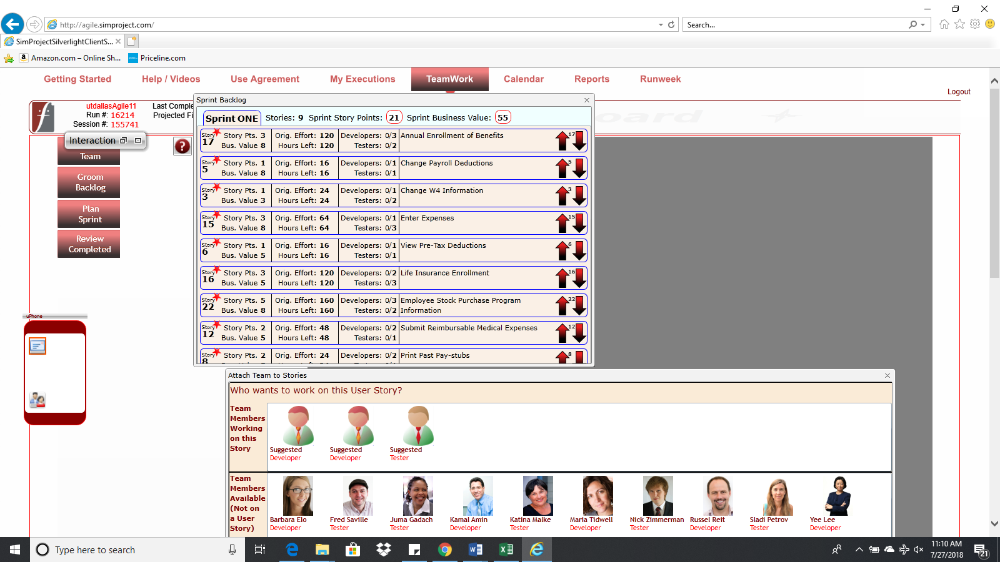 http://agile.simproject.com/
Search...
SimProjectSilverlightClientS...
Amazon.com – Online Sh...
Priceline.com
Getting Started
Help / Videos
Use Agreement
My Executions
TeamWork
Calendar
Reports
Runweek
Logout
utdallasAgile11
Run #: 16214
Session #: 155741
Last Comple
Projected Fi
Interaction
Team
Groom
Backlog
Plan
Sprint
Review
Completed
uPhone
Sprint Backlog
Sprint ONE Stories: 9 Sprint Story Points: 21 Sprint Business Value: 55
Story 17 Story Pts. 3 Orig. Effort: 120 Developers: 0/3 Annual Enrollment of Benefits 17
Bus. Value 8 Hours Left: 120 Testers: 0/2
Story 5 Story Pts. 1 Orig. Effort: 16 Developers: 0/1 Change Payroll Deductions 5
Bus. Value 8 Hours Left: 16 Testers: 0/1
Story 3 Story Pts. 1 Orig. Effort: 24 Developers: 0/1 Change W4 Information 3
Bus. Value 3 Hours Left: 24 Testers: 0/2
Story 15 Story Pts. 3 Orig. Effort: 64 Developers: 0/1 Enter Expenses 15
Bus. Value 8 Hours Left: 64 Testers: 0/3
Story 6 Story Pts. 1 Orig. Effort: 16 Developers: 0/1 View Pre-Tax Deductions 6
Bus. Value 5 Hours Left: 16 Testers: 0/1
Story 16 Story Pts. 3 Orig. Effort: 120 Developers: 0/2 Life Insurance Enrollment 16
Bus. Value 5 Hours Left: 120 Testers: 0/3
Story 22 Story Pts. 5 Orig. Effort: 160 Developers: 0/3 Employee Stock Purchase Program 22
Bus. Value 8 Hours Left: 160 Testers: 0/2 Information
Story 12 Story Pts. 2 Orig. Effort: 48 Developers: 0/2 Submit Reimbursable Medical Expenses 12
Bus. Value 5 Hours Left: 48 Testers: 0/1
Story 8 Story Pts. 2 Orig. Effort: 24 Developers: 0/2 Print Past Pay-stubs 8
Attach Team to Stories
Who wants to work on this User Story?
Team
Members
Working
on this
Story
Suggested
Developer
Suggested
Developer
Suggested
Tester
Team
Members
Available
(Not on
a User
Story)
Barbara Elo
Developer
Fred Saville
Tester
Juma Gadach
Tester
Kamal Amin
Developer
Katina Malke
Tester
Maria Tidwell
Developer
Nick Zimmerman
Tester
Russel Reit
Developer
Sladi Petrov
Tester
Yee Lee
Developer
Type here to search
11:10 AM
7/27/2018
21